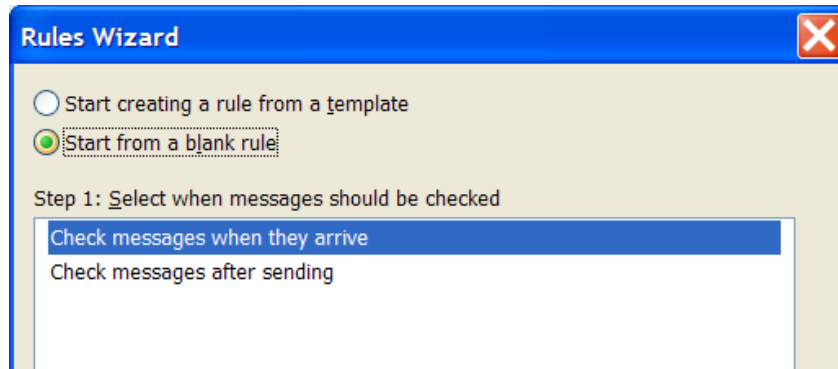 Rules Wizard
Start creating a rule from a template
Start from a blank rule
Step 1: Select when messages should be checked
Check messages when they arrive
Check messages after sending